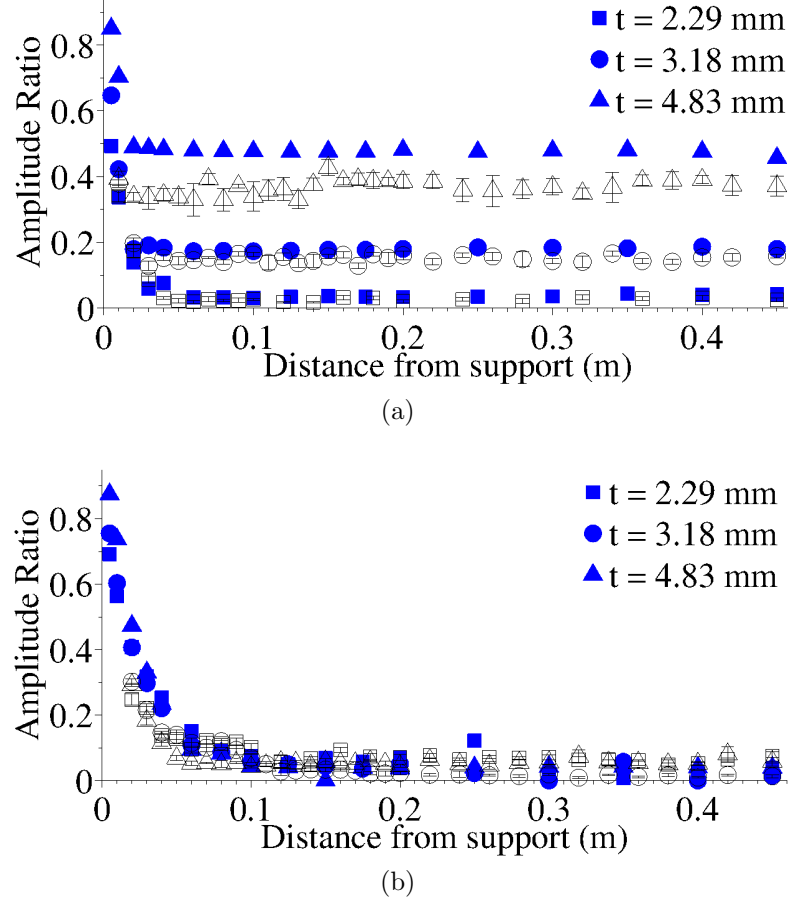 0.8
0.6
0.4
0.2
0
Amplitude Ratio
t = 2.29 mm
t = 3.18 mm
t = 4.83 mm
0
0.1
0.2
0.3
0.4
Distance from support (m)
(a)
0.8
0.6
0.4
0.2
0
Amplitude Ratio
t = 2.29 mm
t = 3.18 mm
t = 4.83 mm
0
0.1
0.2
0.3
0.4
Distance from support (m)
(b)